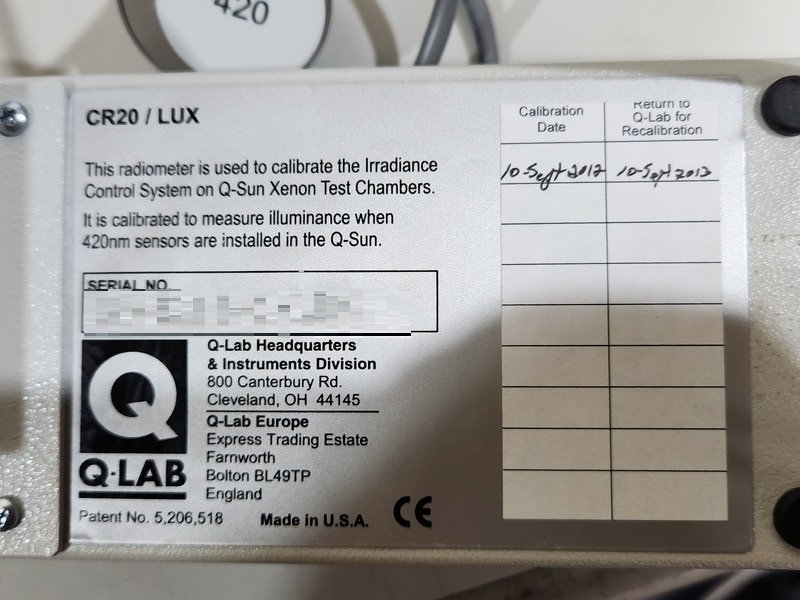 420
CR20 / LUX
This radiometer is used to calibrate the Irradiance
Control System on Q-Sun Xenon Test Chambers.
It is calibrated to measure illuminance when
420nm sensors are installed in the Q-Sun.
SERIAL NO.
Q-LAB
Q-Lab Headquarters
& Instruments Division
800 Canterbury Rd.
Cleveland, OH 44145
Q-Lab Europe
Express Trading Estate
Farnworth
Bolton BL49TP
England
Patent No. 5,206,518
Made in U.S.A.
CE
Calibration
Date
Return to
Q-Lab for
Recalibration
10-Sept 2012
10-Sept 2013